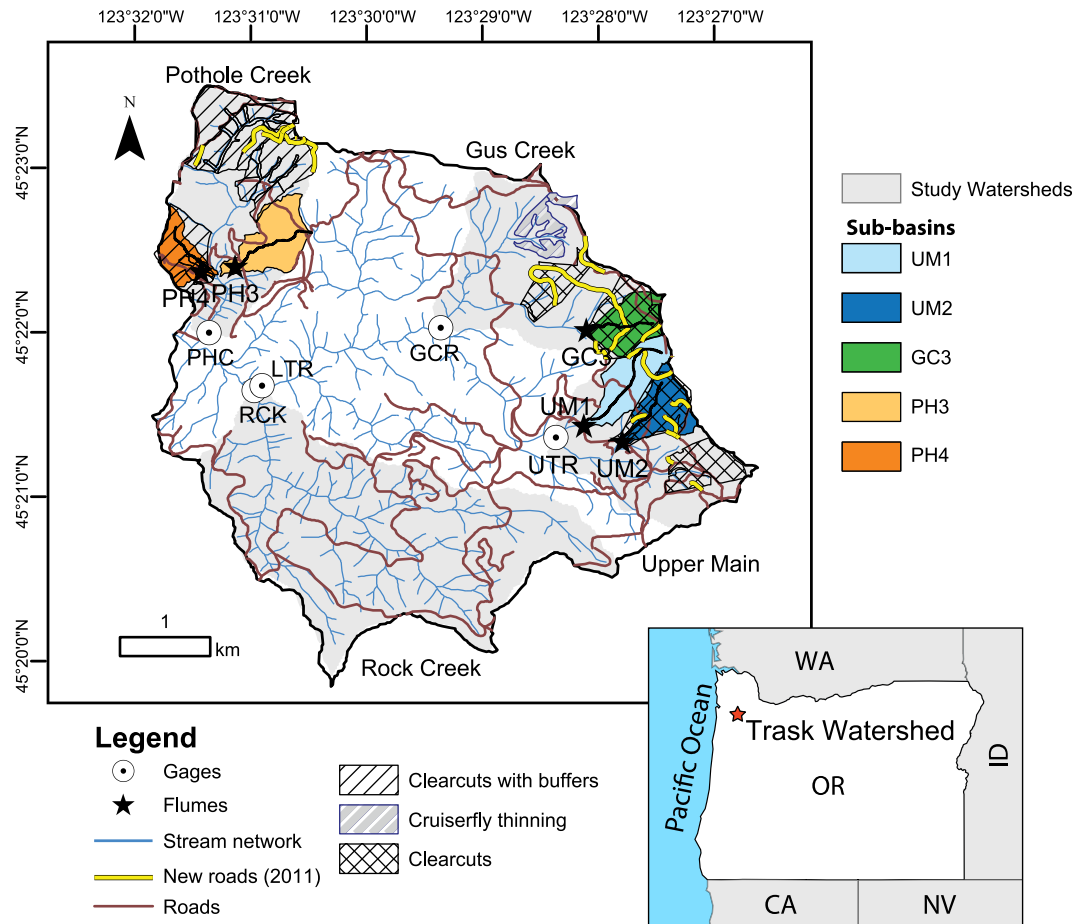 123°32'0"W 123°31'0"W 123°30'0"W 123°29'0"W 123°28'0"W 123°27'0"W
45°23'0"N
45°22'0"N
45°21'0"N
45°20'0"N
Pothole Creek
N
Gus Creek
PH4
PH3
PHC
GCR
GC3
LTR
RCK
UM1
UTR
UM2
Upper Main
Rock Creek
1
km
Study Watersheds
Sub-basins
UM1
UM2
GC3
PH3
PH4
Legend
Gages
Flumes
Stream network
New roads (2011)
Roads
Clearcuts with buffers
Cruiserfly thinning
Clearcuts
WA
Pacific Ocean
Trask Watershed
OR
ID
CA
NV